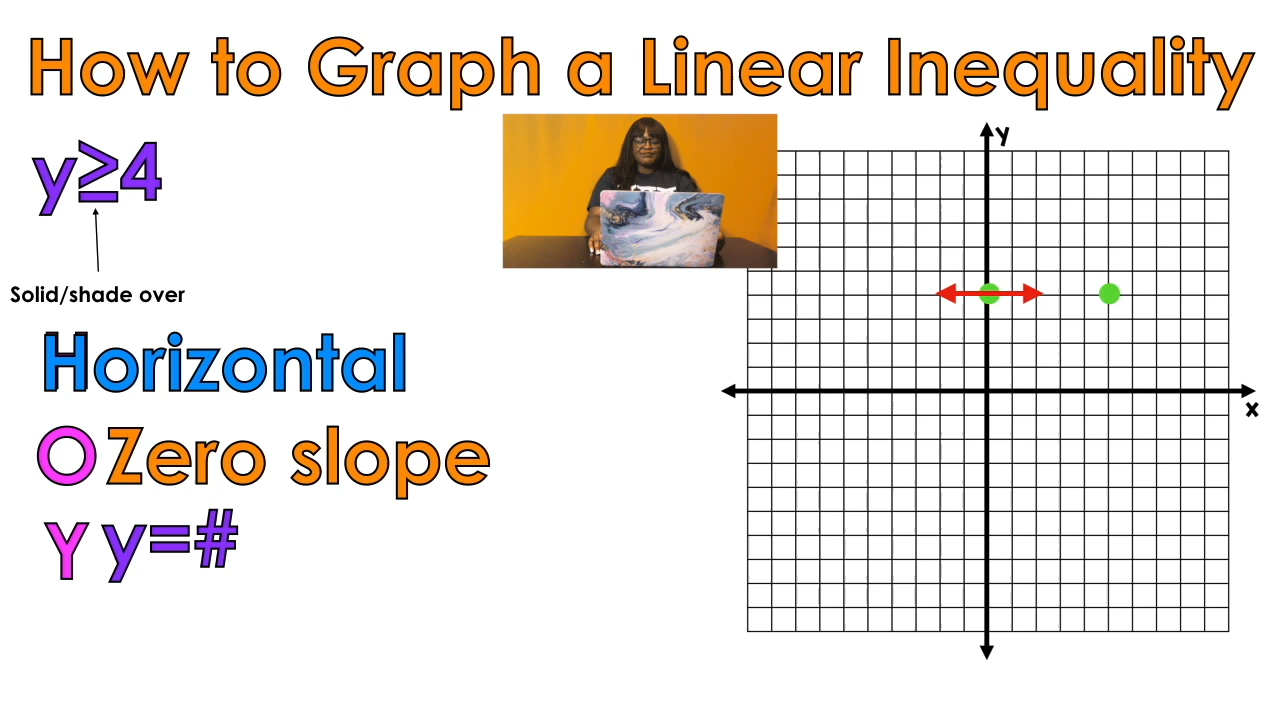 How to Graph a Linear Inequality
y≥4
Solid/shade over
Horizontal
O Zero slope
Y y=#
y
x